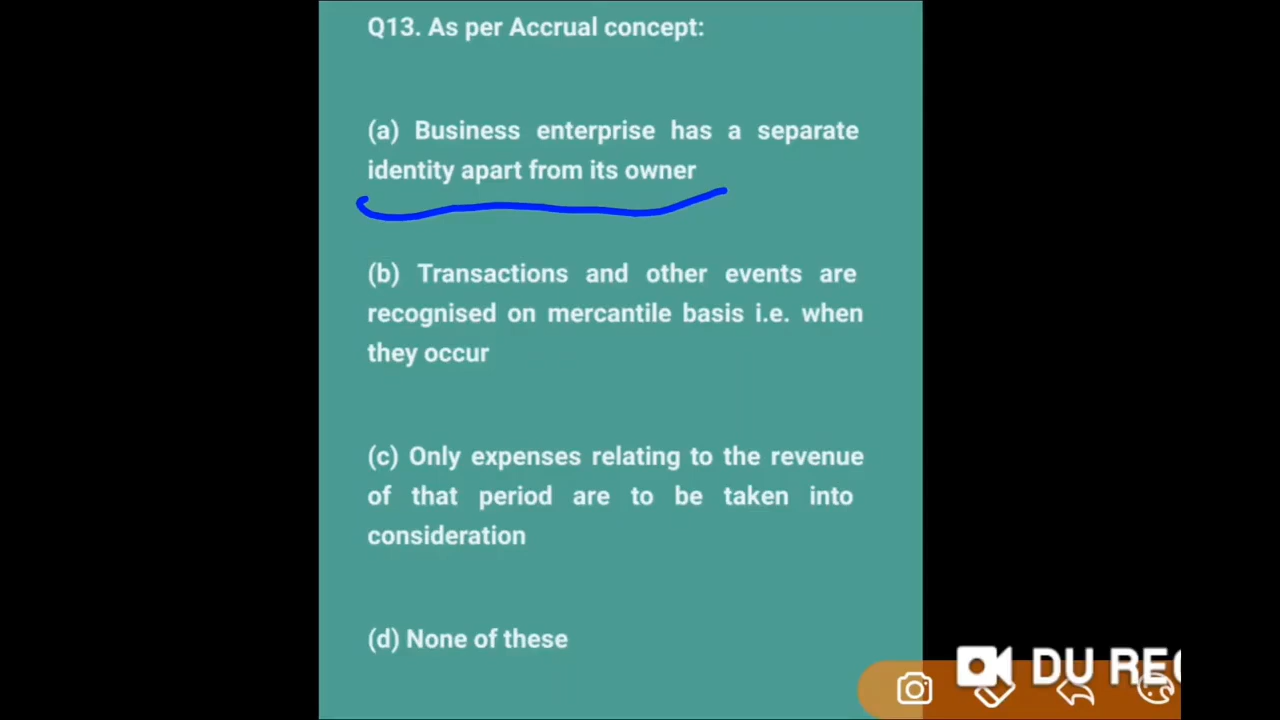 Q13. As per Accrual concept:
(a) Business enterprise has a separate
identity apart from its owner
(b) Transactions and other events are
recognised on mercantile basis i.e. when
they occur
(c) Only expenses relating to the revenue
of that period are to be taken into
consideration
(d) None of these
DU REC